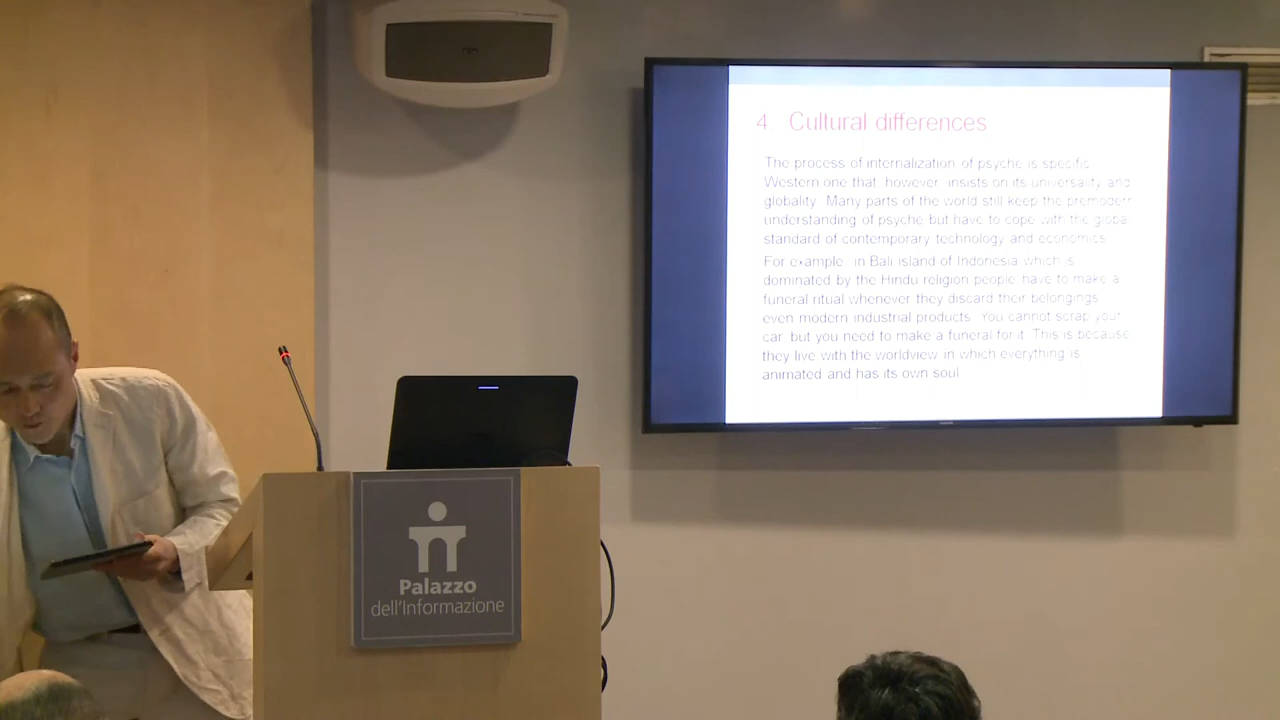 4. Cultural differences
The process of internalization of psyche is specific
Western one that, however, insists on its universality and
globality. Many parts of the world still keep the premodern
understanding of psyche but have to cope with the global
standard of contemporary technology and economics.
For example, in Bali island of Indonesia which is
dominated by the Hindu religion people have to make a
funeral ritual whenever they discard their belongings,
even modern industrial products. You cannot scrap your
car, but you need to make a funeral for it. This is because
they live with the worldview in which everything is
animated and has its own soul.
Palazzo
dell'Informazione